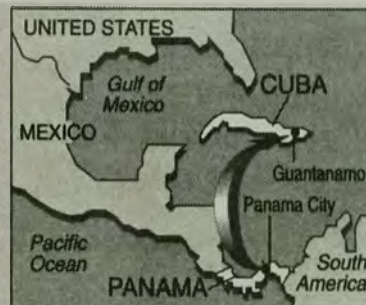 UNITED STATES
Gulf of
Mexico
CUBA
MEXICO
Guantanamo
Panama City
Pacific
Ocean
PANAMA
South
America